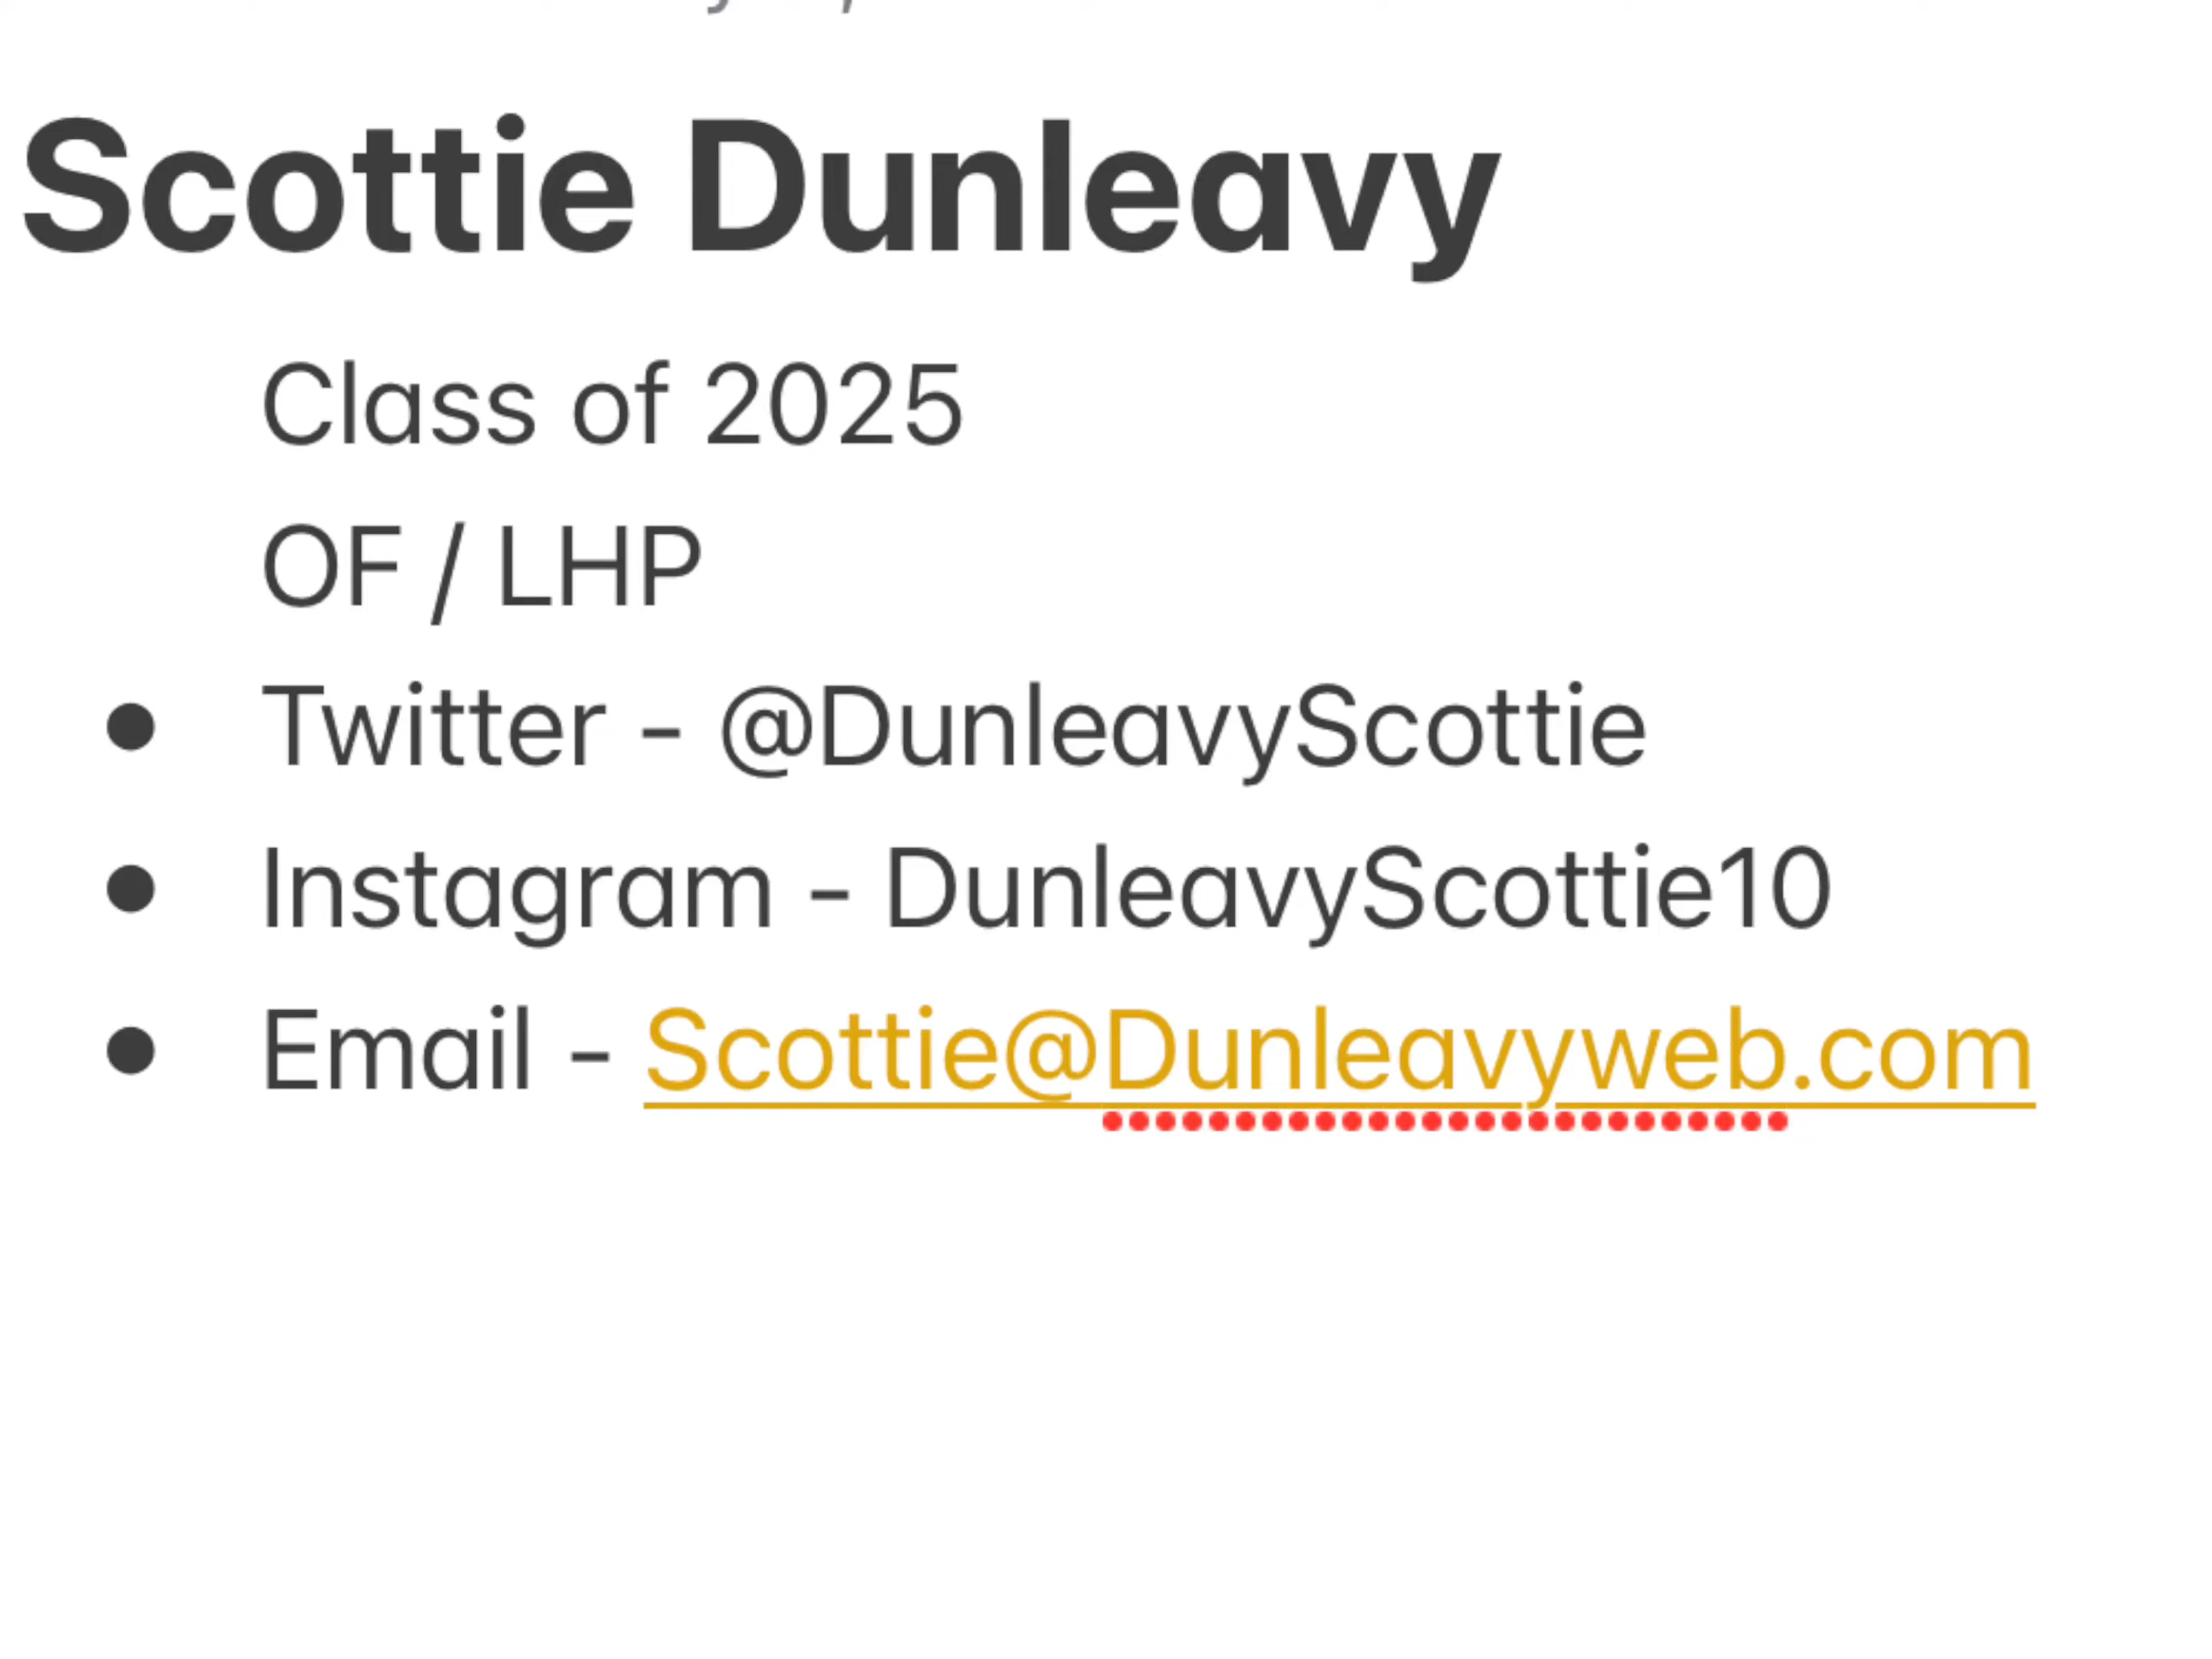 Scottie Dunleavy
Class of 2025
OF / LHP
• Twitter - @DunleavyScottie
• Instagram - DunleavyScottie10
• Email - Scottie@Dunleavyweb.com